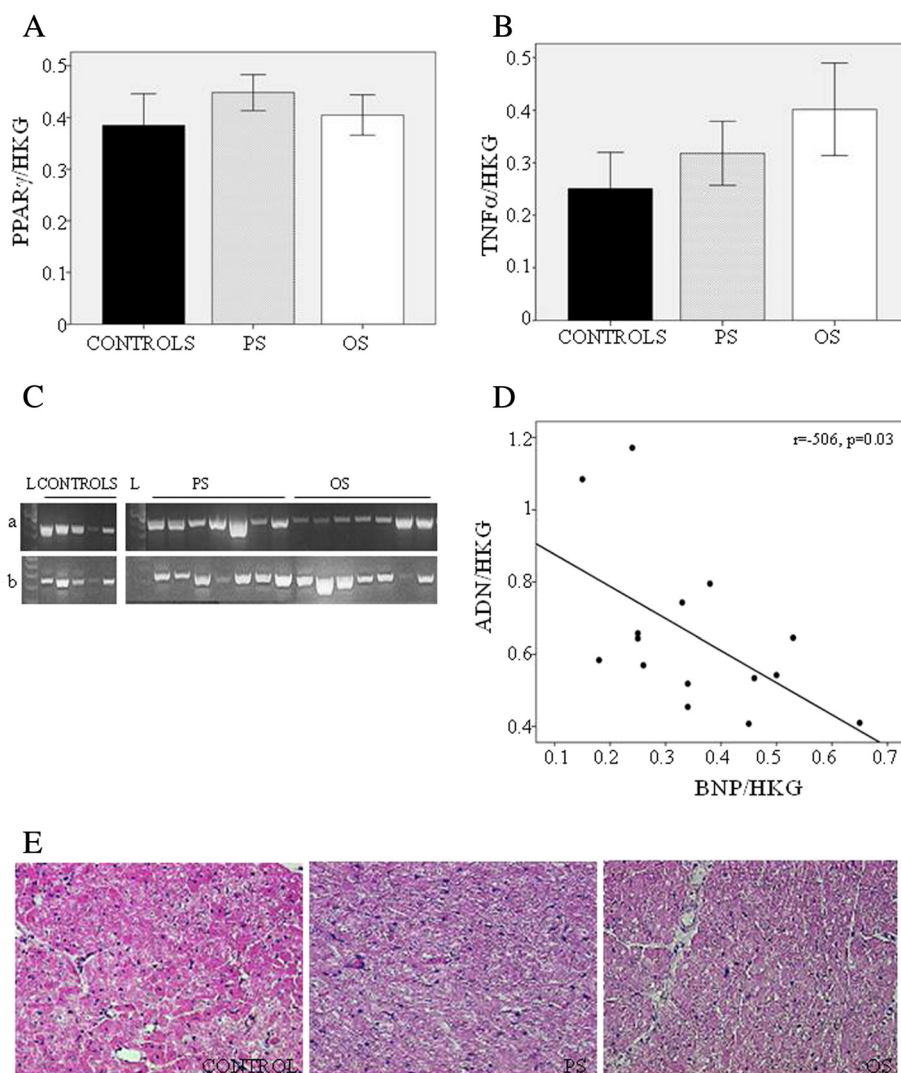 A
PPARγ/HKG
0.5
0.4
0.3
0.2
0.1
0
CONTROLS PS OS
B
TNFα/HKG
0.5
0.4
0.3
0.2
0.1
0
CONTROLS PS OS
C
L CONTROLS L PS OS
a
b
D
r=-506, p=0.03
ADN/HKG
1.2
1
0.8
0.6
0.4
0.1 0.2 0.3 0.4 0.5 0.6 0.7
BNP/HKG
E
CONTROL PS OS